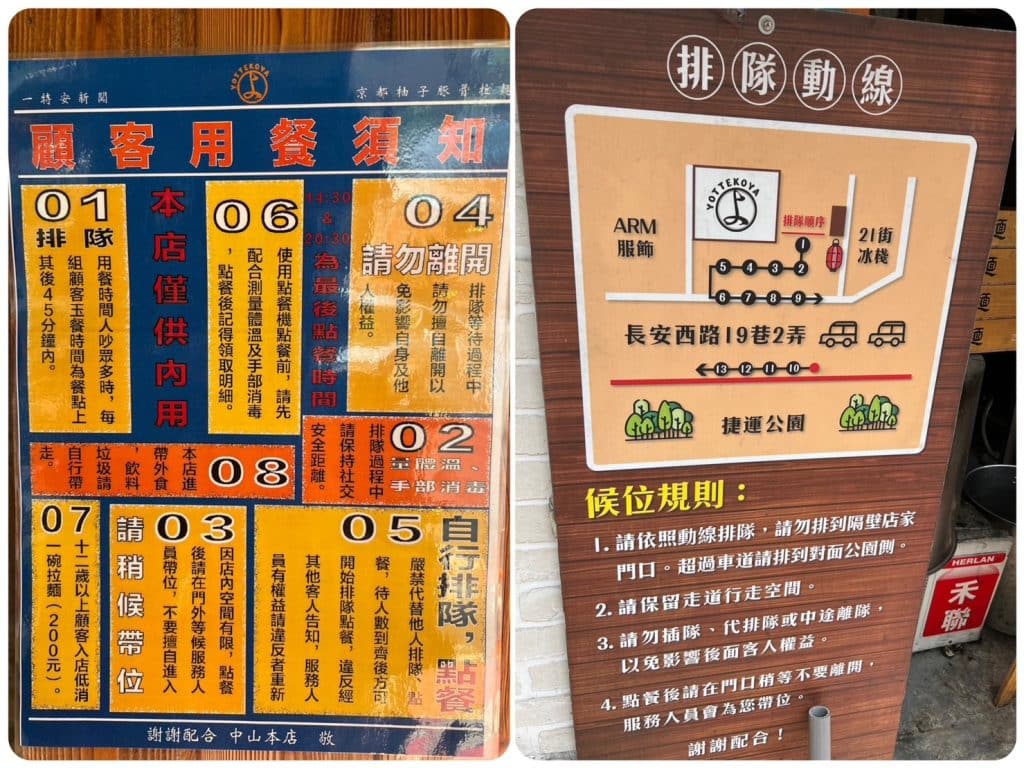 YOTTEKOYA
一特安新聞
京都柚子豚骨拉麵
顧客用餐須知
01
排隊
用餐時間人吵眾多時,每
組顧客玉餐時間為餐點上
其後45分鐘內。
本店僅供內用
06
使用點餐機點餐前,請先
配合測量體溫及手部消毒
,點餐後記得領取明細。
14:30
&
20:30
為最後點餐時間
04
請勿離開
排隊等待過程中
請勿擅自離開以
免影響自身及他
人權益。
02
量體溫、
手部消毒
排隊過程中
請保持社交
安全距離。
08
本店進
帶外食
,飲料
垃圾請
自行帶
走。
07
十二歲以上顧客入店低消
一碗拉麵(200元)。
03
請稍候帶位
因店內空間有限,點餐
後請在門外等候服務人
員帶位,不要擅自進入
05
自行排隊,點餐
嚴禁代替他人排隊、點
餐,待人數到齊後方可
開始排隊點餐,違反經
其他客人告知,服務人
員有權益請違反者重新
謝謝配合 中山本店 敬
排隊動線
YOTTEKOYA
ARM
服飾
排隊順序
21街
冰棧
1
5 4 3 2
6 7 8 9
長安西路19巷2弄
13 12 11 10
捷運公園
候位規則:
1. 請依照動線排隊,請勿排到隔壁店家
門口。超過車道請排到對面公園側。
2. 請保留走道行走空間。
3. 請勿插隊、代排隊或中途離隊,
以免影響後面客人權益。
4. 點餐後請在門口稍等不要離開,
服務人員會為您帶位。
謝謝配合!
HERLAN
禾聯